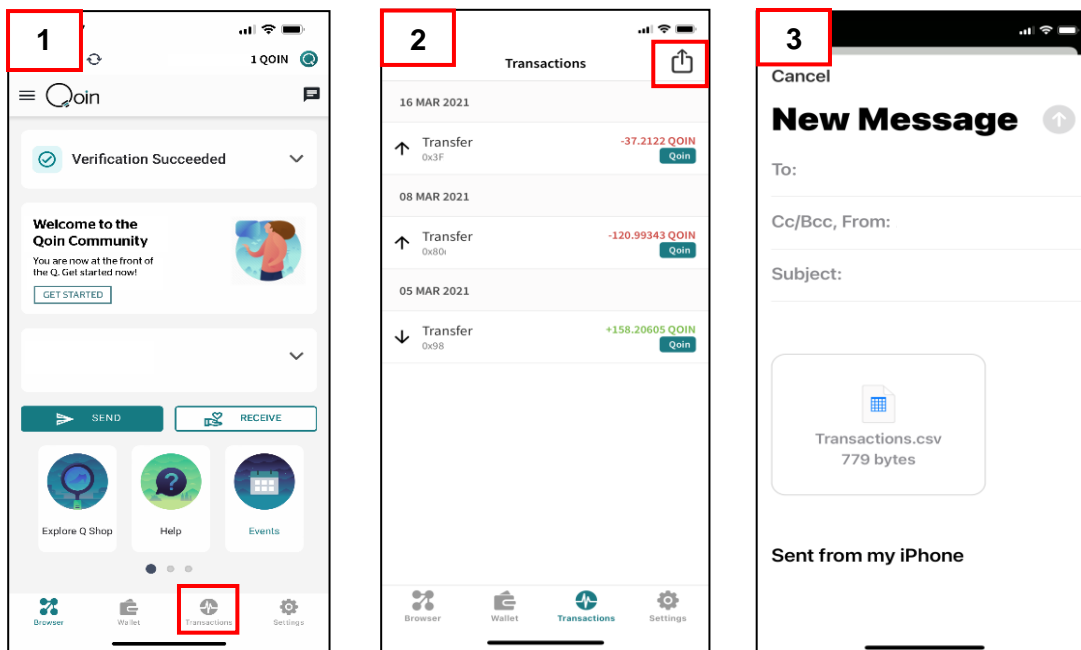 1
1 QOIN
Qoin
Verification Succeeded
Welcome to the
Qoin Community
You are now at the front of
the Q. Get started now!
GET STARTED
SEND
RECEIVE
Explore Q Shop
Help
Events
Browser
Wallet
Transactions
Settings
2
Transactions
16 MAR 2021
Transfer
-37.2122 QOIN
0x3F
Qoin
08 MAR 2021
Transfer
-120.99343 QOIN
0x80
Qoin
05 MAR 2021
Transfer
+158.20605 QOIN
0x98
Qoin
Browser
Wallet
Transactions
Settings
3
Cancel
New Message
To:
Cc/Bcc, From:
Subject:
Transactions.csv
779 bytes
Sent from my iPhone